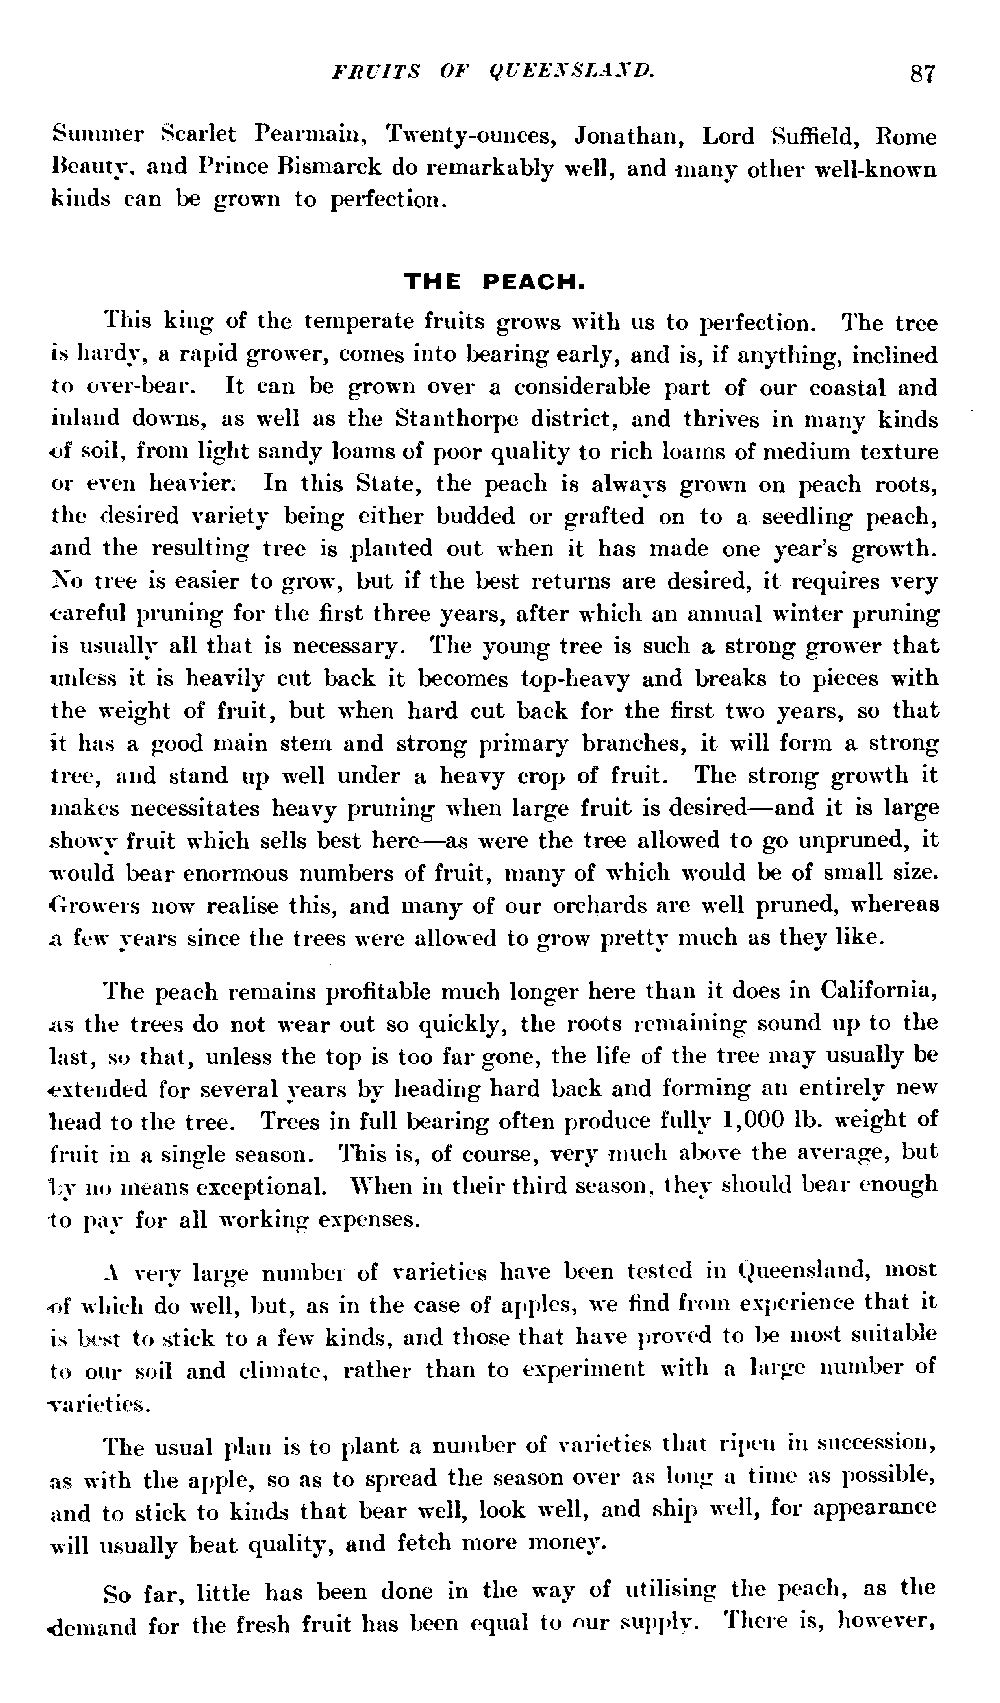 FRUITS OF QUEENSLAND. 87
Summer Scarlet Pearmain, Twenty-ounces, Jonathan, Lord Suffield, Rome
Beauty, and Prince Bismarck do remarkably well, and many other well-known
kinds can be grown to perfection.
THE PEACH.
This king of the temperate fruits grows with us to perfection. The tree
is hardy, a rapid grower, comes into bearing early, and is, if anything, inclined
to over-bear. It can be grown over a considerable part of our coastal and
inland downs, as well as the Stanthorpe district, and thrives in many kinds
of soil, from light sandy loams of poor quality to rich loams of medium texture
or even heavier. In this State, the peach is always grown on peach roots,
the desired variety being either budded or grafted on to a seedling peach,
and the resulting tree is planted out when it has made one year's growth.
No tree is easier to grow, but if the best returns are desired, it requires very
careful pruning for the first three years, after which an annual winter pruning
is usually all that is necessary. The young tree is such a strong grower that
unless it is heavily cut back it becomes top-heavy and breaks to pieces with
the weight of fruit, but when hard cut back for the first two years, so that
it has a good main stem and strong primary branches, it will form a strong
tree, and stand up well under a heavy crop of fruit. The strong growth it
makes necessitates heavy pruning when large fruit is desired—and it is large
showy fruit which sells best here—as were the tree allowed to go unpruned, it
would bear enormous numbers of fruit, many of which would be of small size.
Growers now realise this, and many of our orchards are well pruned, whereas
a few years since the trees were allowed to grow pretty much as they like.
The peach remains profitable much longer here than it does in California,
as the trees do not wear out so quickly, the roots remaining sound up to the
last, so that, unless the top is too far gone, the life of the tree may usually be
extended for several years by heading hard back and forming an entirely new
head to the tree. Trees in full bearing often produce fully 1,000 lb. weight of
fruit in a single season. This is, of course, very much above the average, but
by no means exceptional. When in their third season, they should bear enough
to pay for all working expenses.
A very large number of varieties have been tested in Queensland, most
of which do well, but, as in the case of apples, we find from experience that it
is best to stick to a few kinds, and those that have proved to be most suitable
to our soil and climate, rather than to experiment with a large number of
varieties.
The usual plan is to plant a number of varieties that ripen in succession,
as with the apple, so as to spread the season over as long a time as possible,
and to stick to kinds that bear well, look well, and ship well, for appearance
will usually beat quality, and fetch more money.
So far, little has been done in the way of utilising the peach, as the
demand for the fresh fruit has been equal to our supply. There is, however,